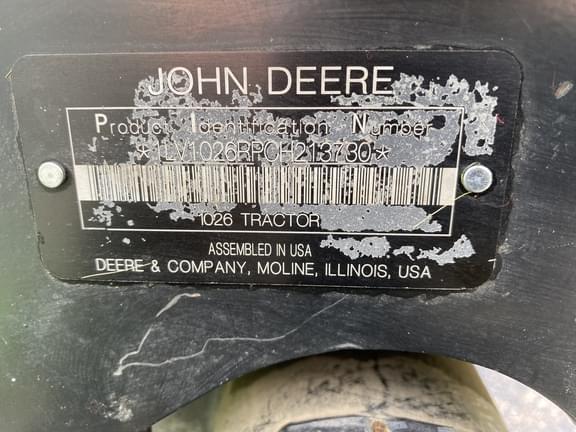 JOHN DEERE
Product Identification Number
*1LV1026RPCH213730*
1026 TRACTOR
ASSEMBLED IN USA
DEERE & COMPANY, MOLINE, ILLINOIS, USA